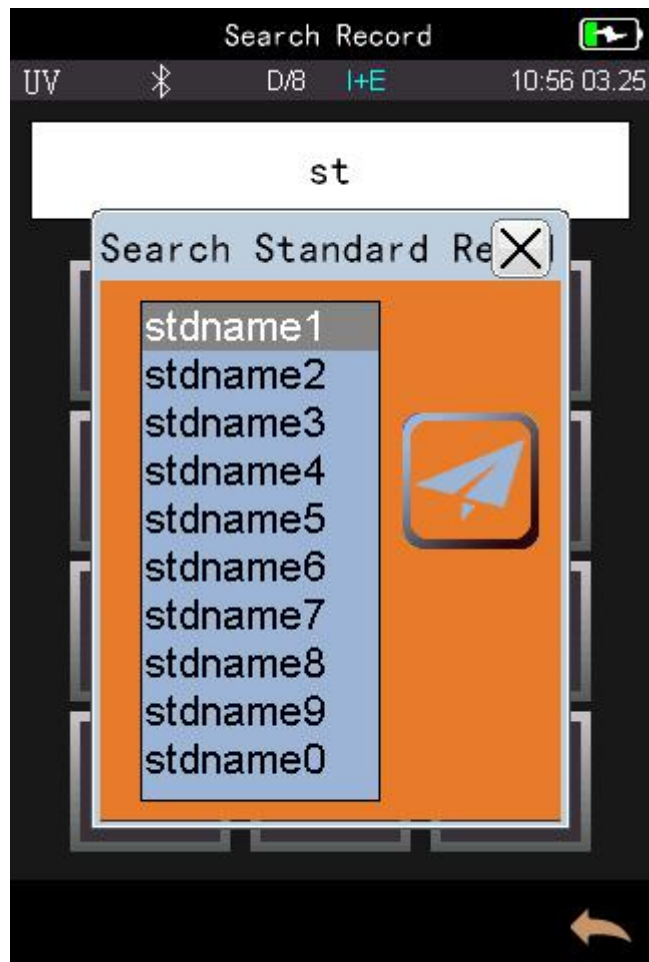 Search Record
UV D/8 I+E 10:56 03.25
st
Search Standard
stdname1
stdname2
stdname3
stdname4
stdname5
stdname6
stdname7
stdname8
stdname9
stdname0